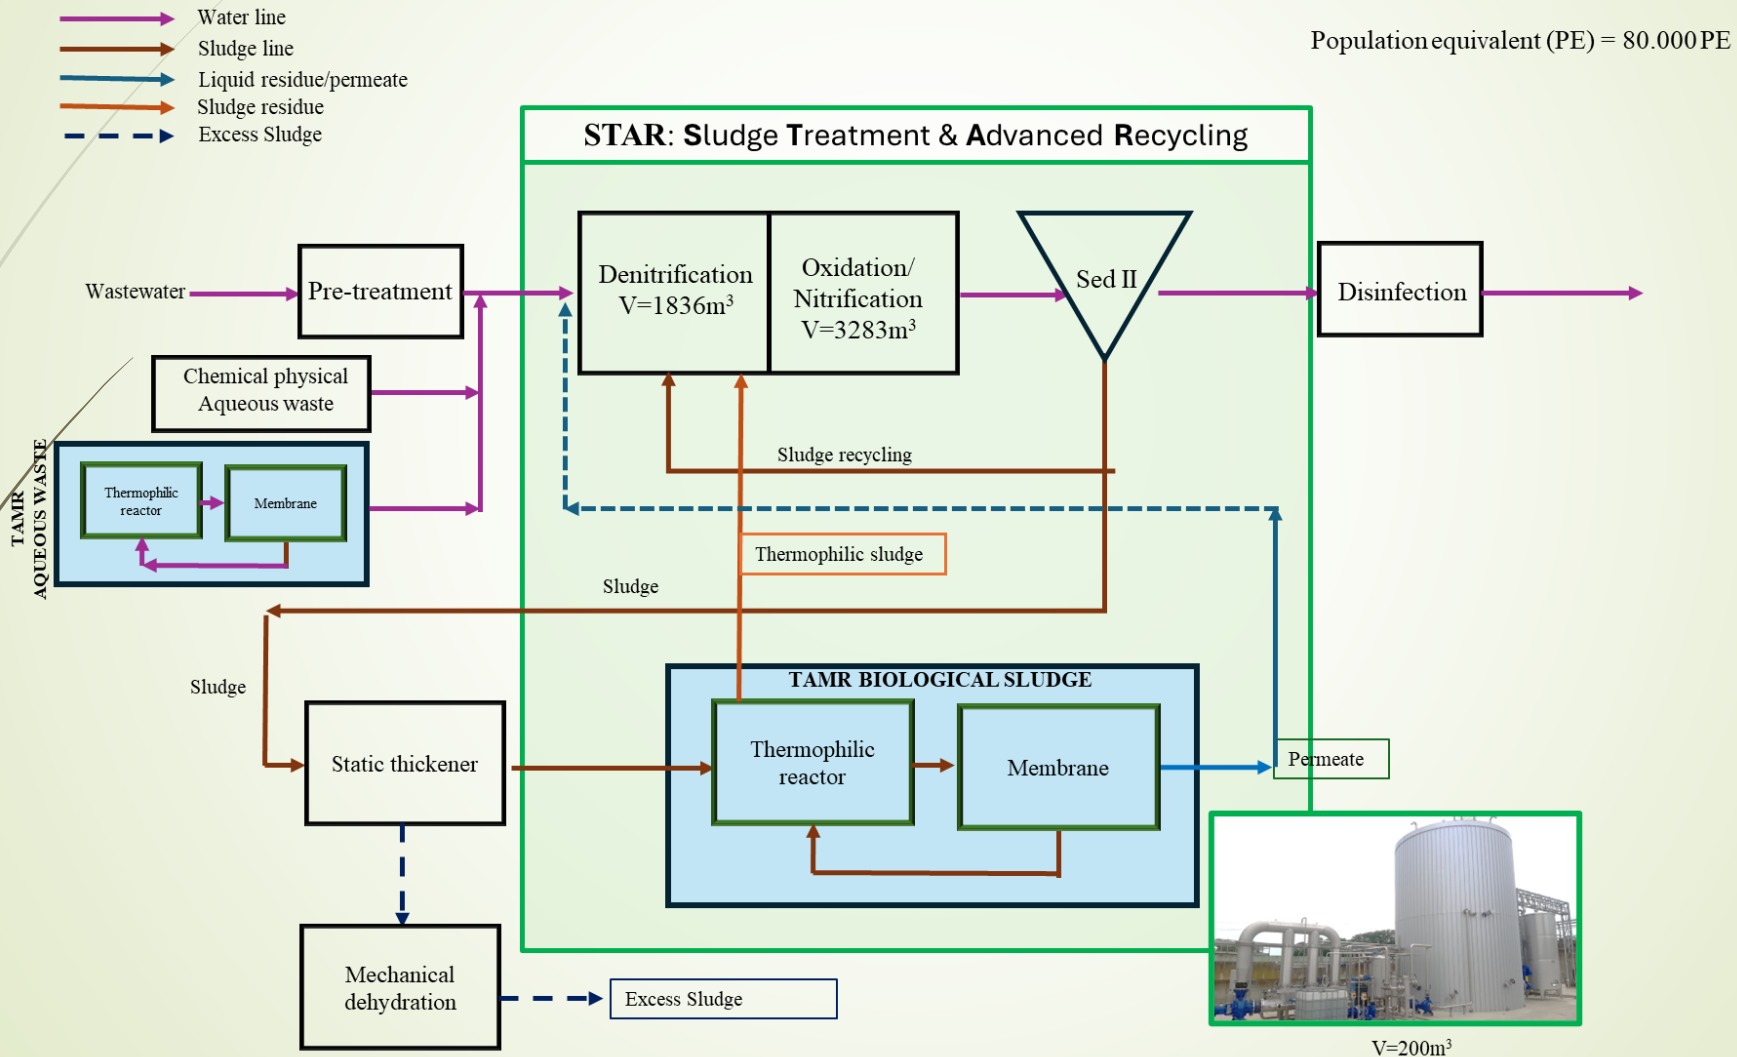 Water line
Sludge line
Liquid residue/permeate
Sludge residue
Excess Sludge
Population equivalent (PE) = 80.000 PE
STAR: Sludge Treatment & Advanced Recycling
Wastewater
Pre-treatment
Denitrification
V=1836m³
Oxidation/
Nitrification
V=3283m³
Sed II
Disinfection
Chemical physical
Aqueous waste
TAMR
AQUEOUS WASTE
Thermophilic
reactor
Membrane
Sludge recycling
Thermophilic sludge
Sludge
Sludge
TAMR BIOLOGICAL SLUDGE
Static thickener
Thermophilic
reactor
Membrane
Permeate
Mechanical
dehydration
Excess Sludge
V=200m³